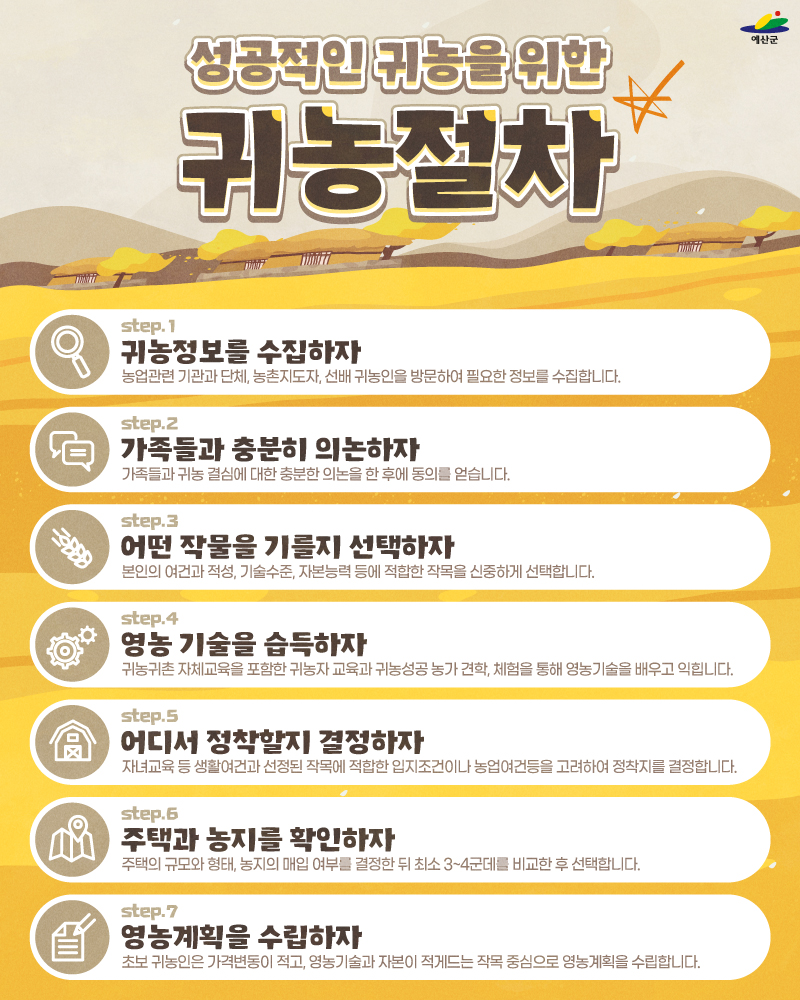 예산군
성공적인 귀농을 위한
귀농절차
step.1
귀농정보를 수집하자
농업관련 기관과 단체, 농촌지도자, 선배 귀농인을 방문하여 필요한 정보를 수집합니다.
step.2
가족들과 충분히 의논하자
가족들과 귀농 결심에 대한 충분한 의논을 한 후에 동의를 얻습니다.
step.3
어떤 작물을 기를지 선택하자
본인의 여건과 적성, 기술수준, 자본능력 등에 적합한 작목을 신중하게 선택합니다.
step.4
영농 기술을 습득하자
귀농귀촌 자체교육을 포함한 귀농자 교육과 귀농성공 농가 견학, 체험을 통해 영농기술을 배우고 익힙니다.
step.5
어디서 정착할지 결정하자
자녀교육 등 생활여건과 선정된 작목에 적합한 입지조건이나 농업여건등을 고려하여 정착지를 결정합니다.
step.6
주택과 농지를 확인하자
주택의 규모와 형태, 농지의 매입 여부를 결정한 뒤 최소 3~4군데를 비교한 후 선택합니다.
step.7
영농계획을 수립하자
초보 귀농인은 가격변동이 적고, 영농기술과 자본이 적게드는 작목 중심으로 영농계획을 수립합니다.